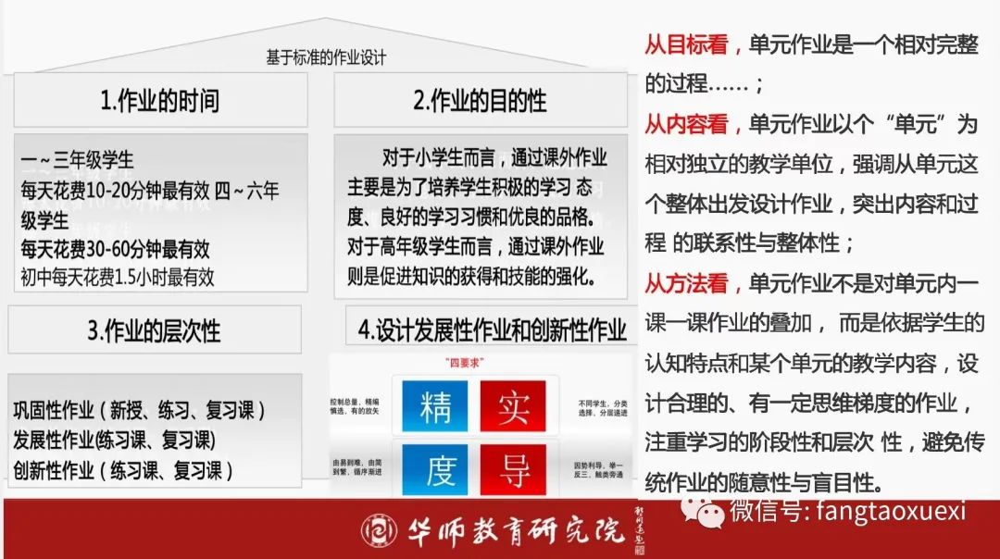 基于标准的作业设计
1.作业的时间
一～三年级学生
每天花费10-20分钟最有效 四～六年
级学生
每天花费30-60分钟最有效
初中每天花费1.5小时最有效
2.作业的目的性
对于小学生而言，通过课外作业
主要是为了培养学生积极的学习 态
度、良好的学习习惯和优良的品格。
对于高年级学生而言，通过课外作业
则是促进知识的获得和技能的强化。
3.作业的层次性
巩固性作业（新授、练习、复习课）
发展性作业(练习课、复习课)
创新性作业（练习课、复习课）
4.设计发展性作业和创新性作业
“四要求”
控制总量，精编
慎选，有的放矢
精
实
不同学生，分类
选择，分层递进
由易到难，由简
到繁，循序渐进
度
导
因势利导，举一
反三，触类旁通
从目标看，单元作业是一个相对完整
的过程……；
从内容看，单元作业以个“单元”为
相对独立的教学单位，强调从单元这
个整体出发设计作业，突出内容和过
程 的联系性与整体性；
从方法看，单元作业不是对单元内一
课一课作业的叠加， 而是依据学生的
认知特点和某个单元的教学内容，设
计合理的、有一定思维梯度的作业，
注重学习的阶段性和层次 性，避免传
统作业的随意性与盲目性。
华师教育研究院
微信号: fangtaoxuexi